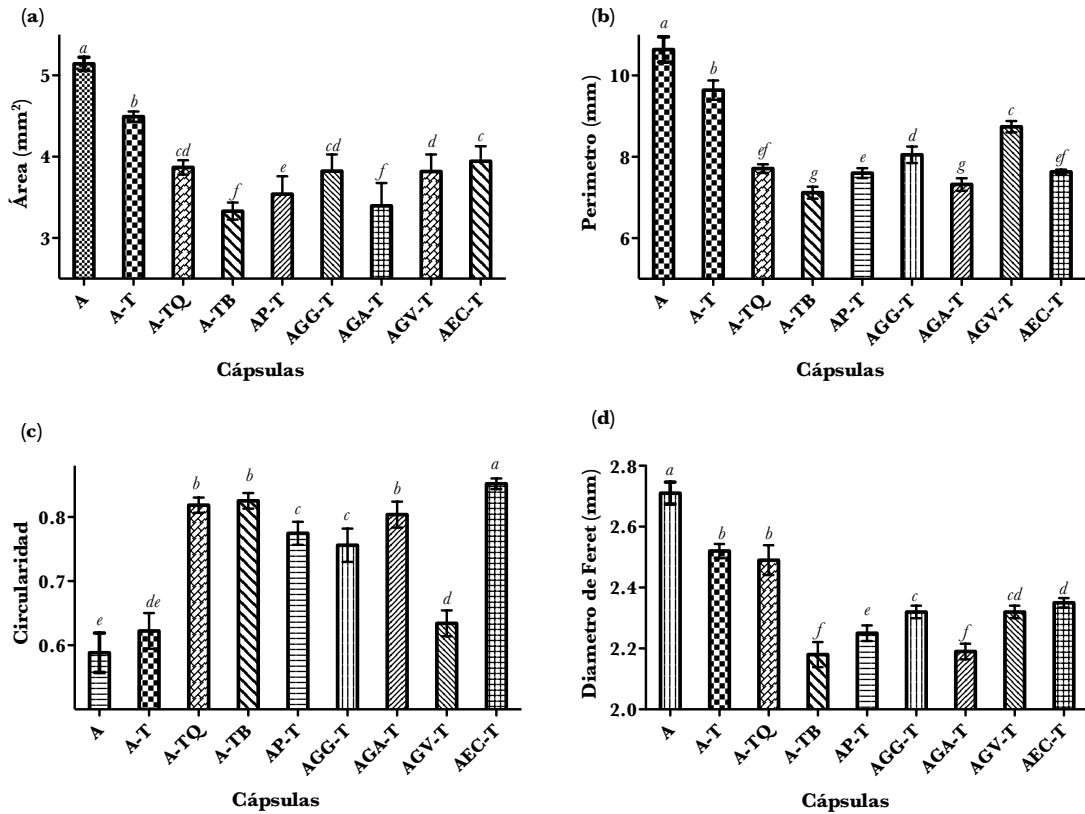 (a)
Área (mm²)
5
4
3
a
b
cd
f
e
cd
f
d
c
A
A-T
A-TQ
A-TB
AP-T
AGG-T
AGA-T
AGV-T
AEC-T
Cápsulas
(b)
Perimetro (mm)
10
8
6
a
b
ef
g
e
d
g
c
ef
A
A-T
A-TQ
A-TB
AP-T
AGG-T
AGA-T
AGV-T
AEC-T
Cápsulas
(c)
Circularidad
0.8
0.7
0.6
e
de
b
b
c
c
b
d
a
A
A-T
A-TQ
A-TB
AP-T
AGG-T
AGA-T
AGV-T
AEC-T
Cápsulas
(d)
Diametro de Feret (mm)
2.8
2.6
2.4
2.2
2.0
a
b
b
f
e
c
f
cd
d
A
A-T
A-TQ
A-TB
AP-T
AGG-T
AGA-T
AGV-T
AEC-T
Cápsulas